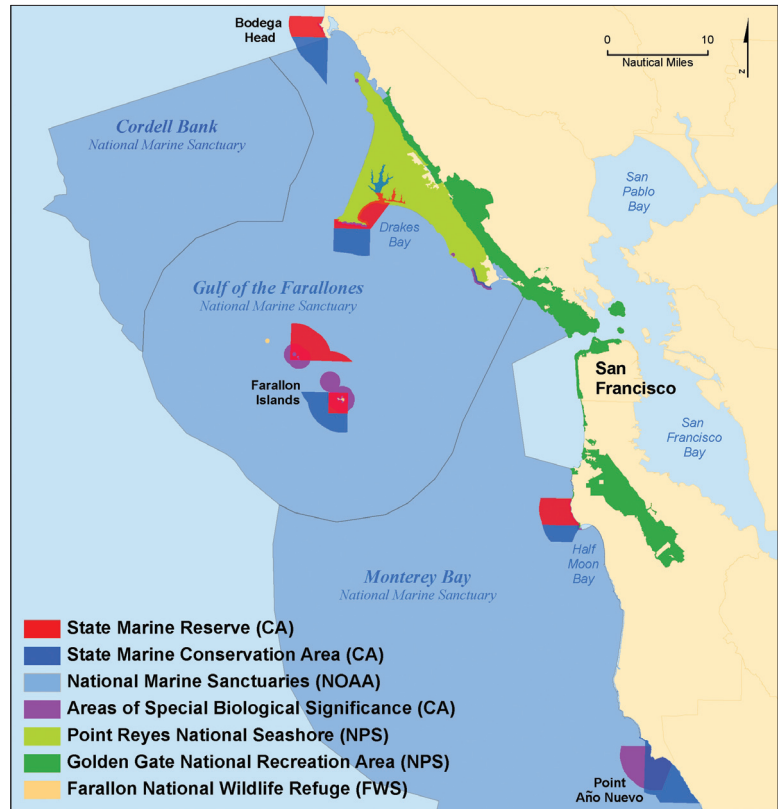 Bodega
Head
0
10
Nautical Miles
N
Cordell Bank
National Marine Sanctuary
San
Pablo
Bay
Drakes
Bay
Gulf of the Farallones
National Marine Sanctuary
Farallon
Islands
San
Francisco
San
Francisco
Bay
Half
Moon
Bay
Monterey Bay
National Marine Sanctuary
State Marine Reserve (CA)
State Marine Conservation Area (CA)
National Marine Sanctuaries (NOAA)
Areas of Special Biological Significance (CA)
Point Reyes National Seashore (NPS)
Golden Gate National Recreation Area (NPS)
Farallon National Wildlife Refuge (FWS)
Point
Año Nuevo